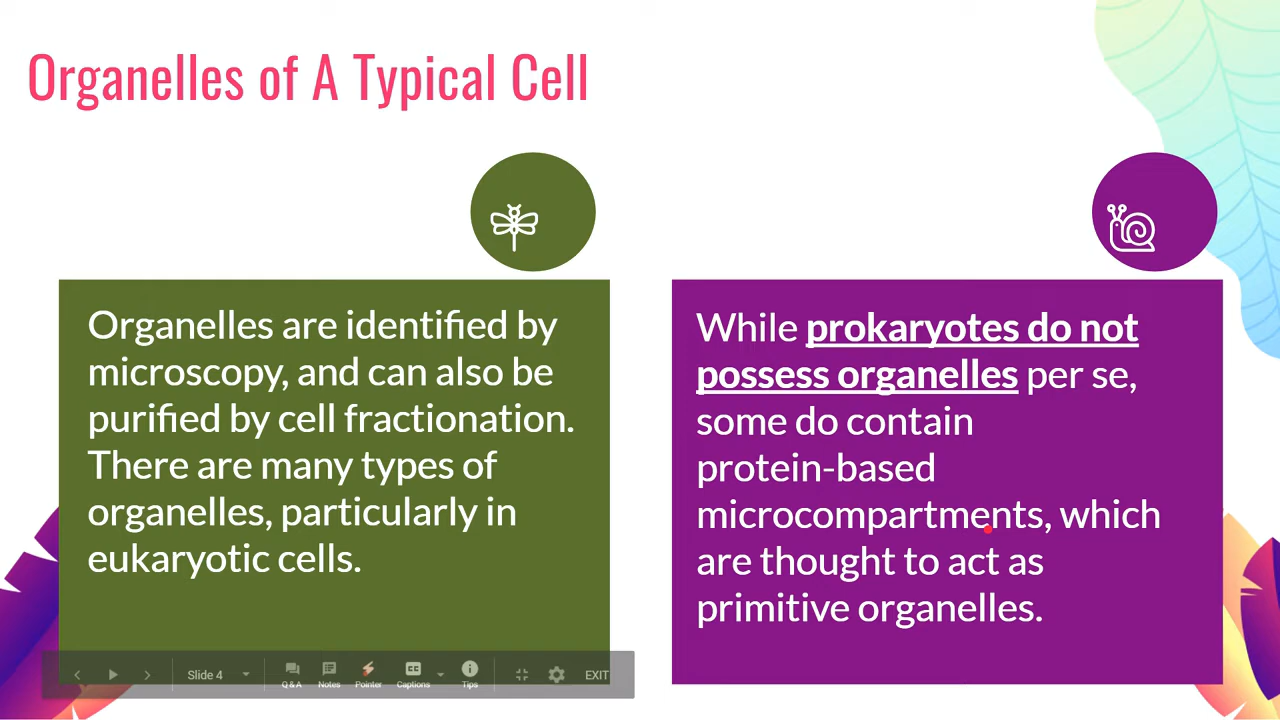 Organelles of A Typical Cell
Organelles are identified by
microscopy, and can also be
purified by cell fractionation.
There are many types of
organelles, particularly in
eukaryotic cells.
While prokaryotes do not
possess organelles per se,
some do contain
protein-based
microcompartments, which
are thought to act as
primitive organelles.
Slide 4
Q & A
Notes
Pointer
CC
Captions
Tips
EXIT